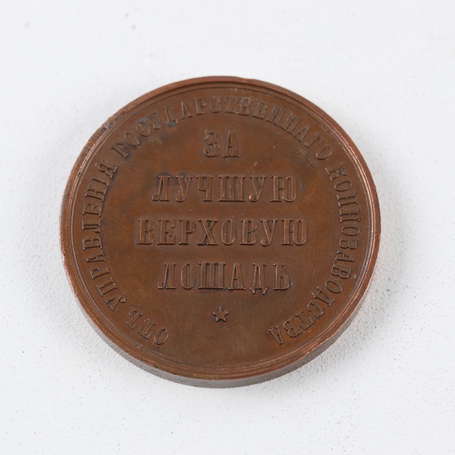 ОТЪ УПРАВЛЕНІЯ ГОСУДАРСТВЕННАГО КОННОЗАВОДСТВА
ЗА
ЛУЧШУЮ
ВЕРХОВУЮ
ЛОШАДЬ